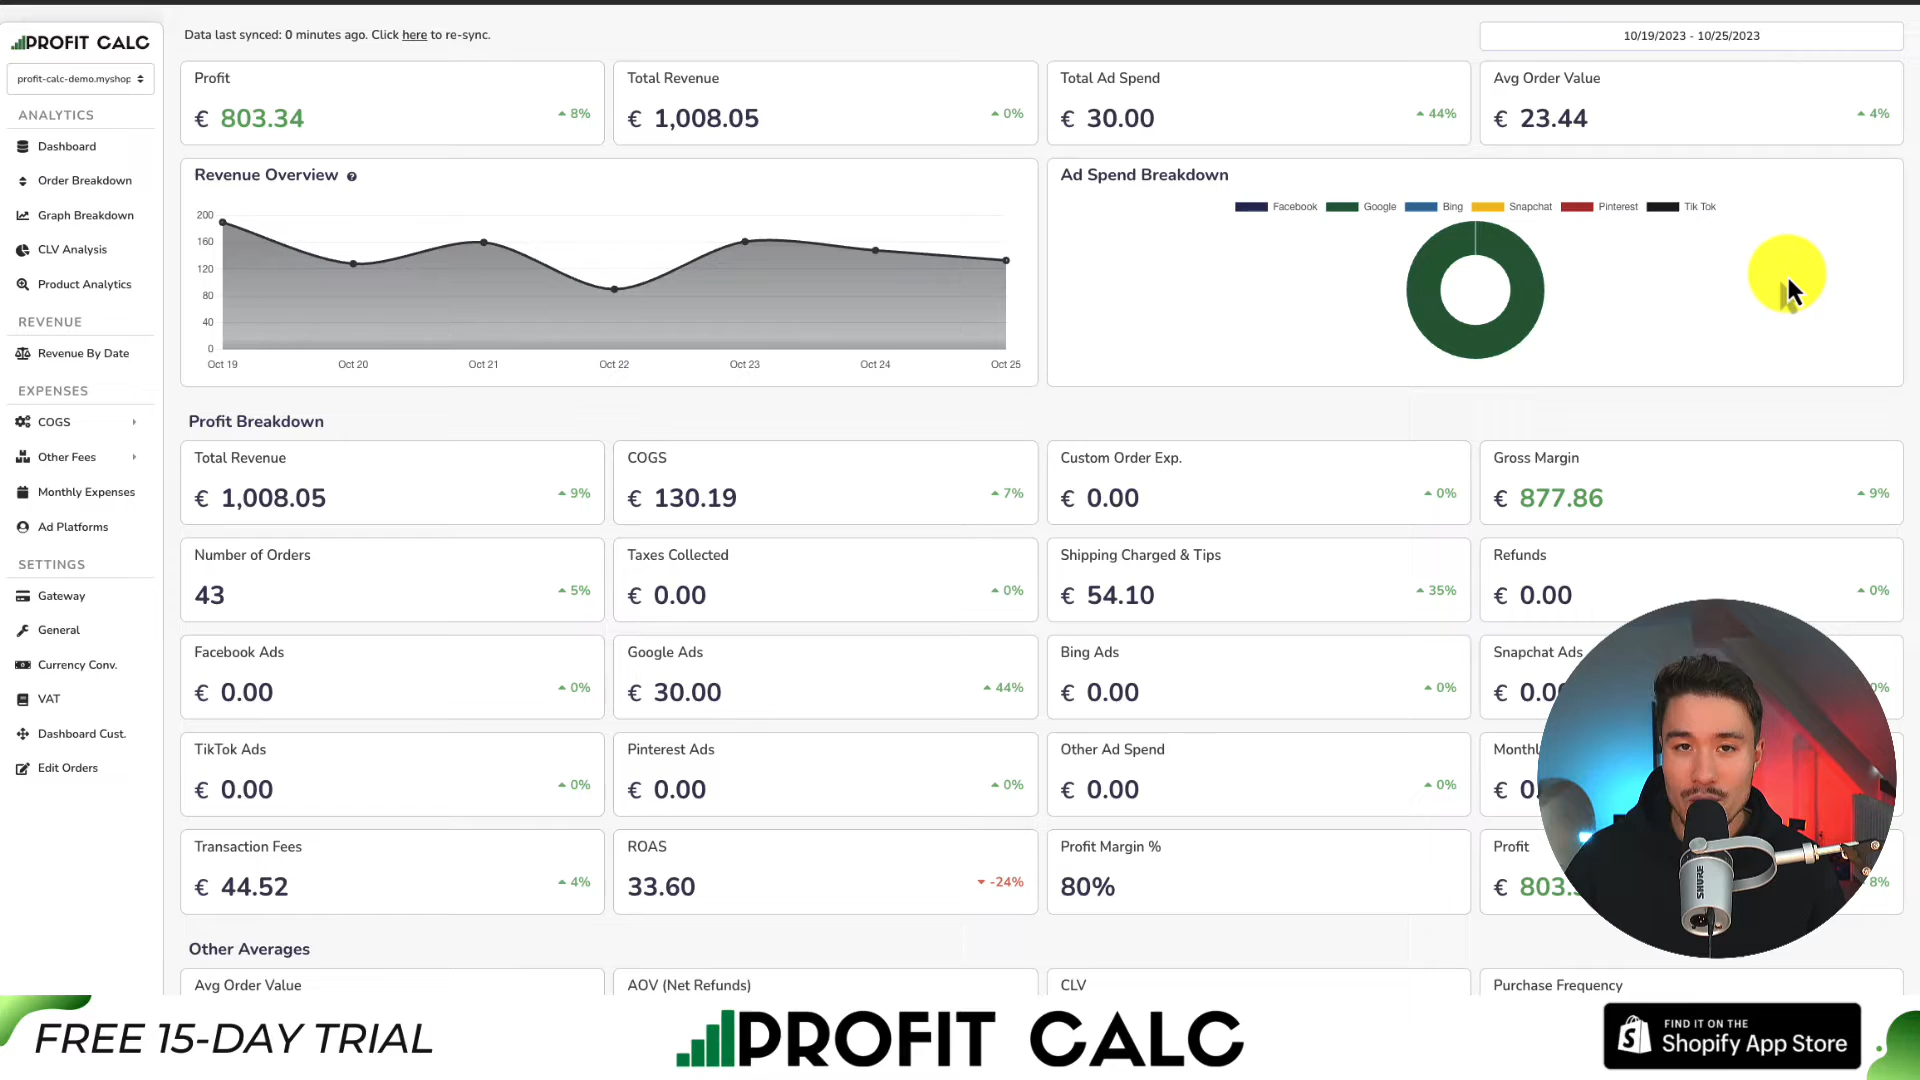 PROFIT CALC
profit-calc-demo.myshop
ANALYTICS
Dashboard
Order Breakdown
Graph Breakdown
CLV Analysis
Product Analytics
REVENUE
Revenue By Date
EXPENSES
COGS
Other Fees
Monthly Expenses
Ad Platforms
SETTINGS
Gateway
General
Currency Conv.
VAT
Dashboard Cust.
Edit Orders
Data last synced: 0 minutes ago. Click here to re-sync.
10/19/2023 - 10/25/2023
Profit
€ 803.34 8%
Total Revenue
€ 1,008.05 0%
Total Ad Spend
€ 30.00 44%
Avg Order Value
€ 23.44 4%
Revenue Overview ?
200
160
120
80
40
0
Oct 19 Oct 20 Oct 21 Oct 22 Oct 23 Oct 24 Oct 25
Ad Spend Breakdown
Facebook Google Bing Snapchat Pinterest Tik Tok
Profit Breakdown
Total Revenue
€ 1,008.05 9%
COGS
€ 130.19 7%
Custom Order Exp.
€ 0.00 0%
Gross Margin
€ 877.86 9%
Number of Orders
43 5%
Taxes Collected
€ 0.00 0%
Shipping Charged & Tips
€ 54.10 35%
Refunds
€ 0.00 0%
Facebook Ads
€ 0.00 0%
Google Ads
€ 30.00 44%
Bing Ads
€ 0.00 0%
Snapchat Ads
€ 0.0 0%
TikTok Ads
€ 0.00 0%
Pinterest Ads
€ 0.00 0%
Other Ad Spend
€ 0.00 0%
Monthl
€ 0.
Transaction Fees
€ 44.52 4%
ROAS
33.60 -24%
Profit Margin %
80%
Profit
€ 803. 8%
SHURE
Other Averages
Avg Order Value
AOV (Net Refunds)
CLV
Purchase Frequency
FREE 15-DAY TRIAL
PROFIT CALC
FIND IT ON THE
Shopify App Store